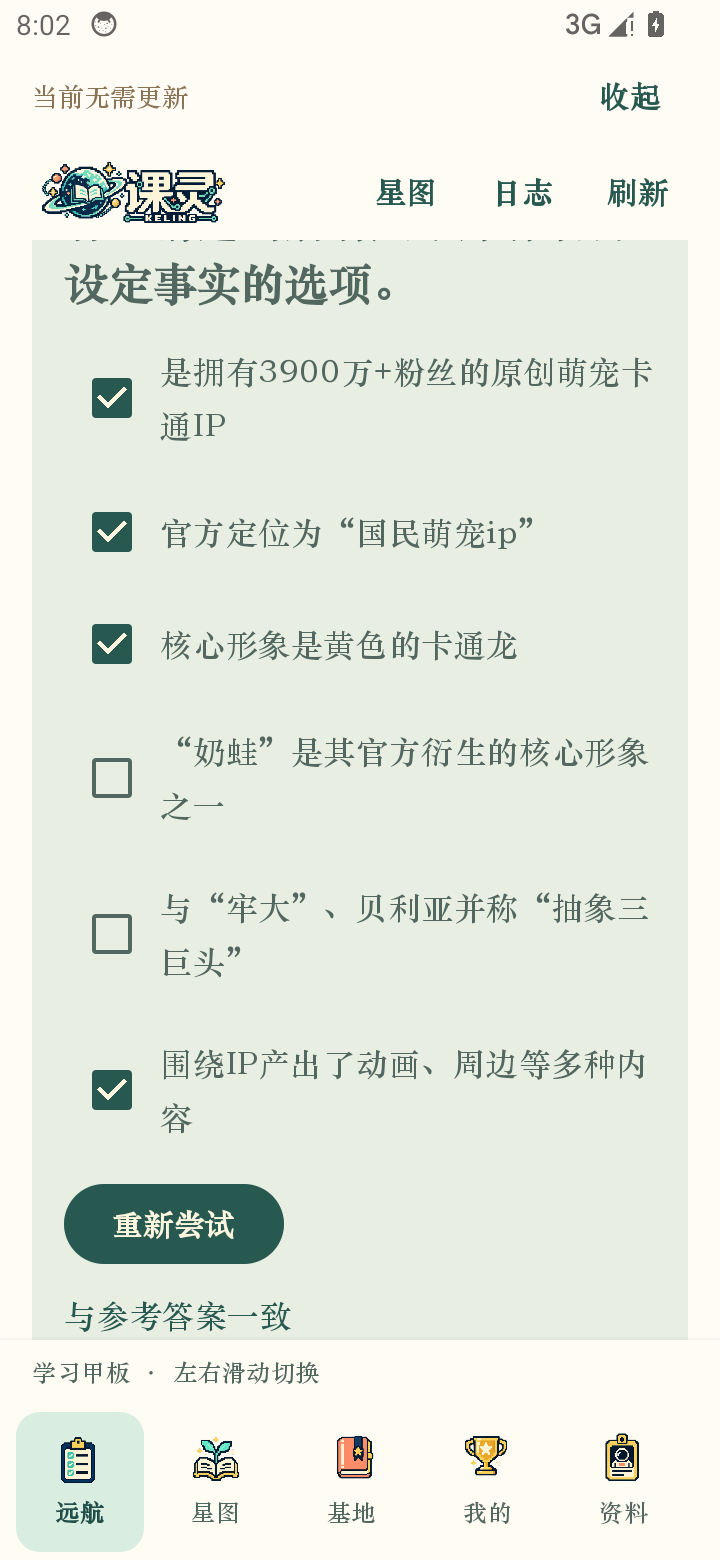 8:02
3G
当前无需更新
收起
课灵
KELING
星图
日志
刷新
设定事实的选项。
是拥有3900万+粉丝的原创萌宠卡
通IP
官方定位为“国民萌宠ip”
核心形象是黄色的卡通龙
“奶蛙”是其官方衍生的核心形象
之一
与“牢大”、贝利亚并称“抽象三
巨头”
围绕IP产出了动画、周边等多种内
容
重新尝试
与参考答案一致
学习甲板 · 左右滑动切换
远航
星图
基地
我的
资料